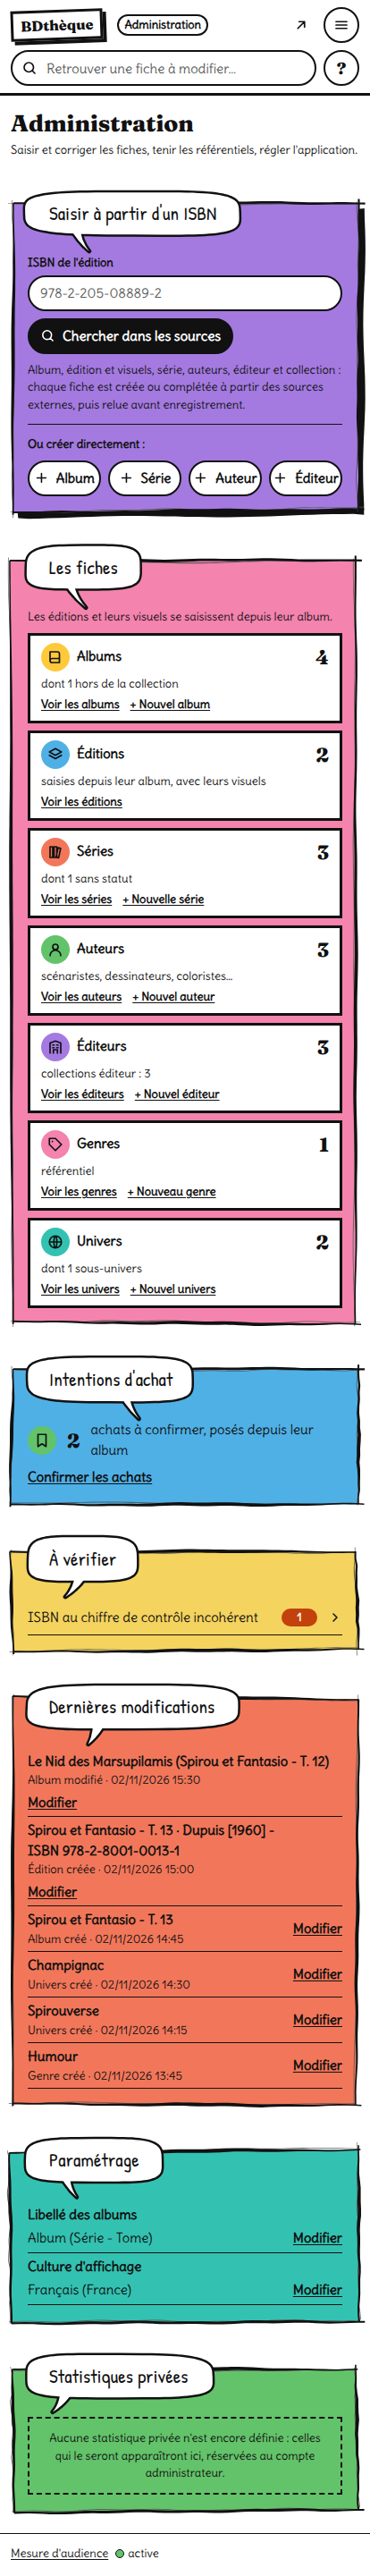 BDthèque Administration
Retrouver une fiche à modifier...
?
Administration
Saisir et corriger les fiches, tenir les référentiels, régler l'application.
Saisir à partir d'un ISBN
ISBN de l'édition
978-2-205-08889-2
Chercher dans les sources
Album, édition et visuels, série, auteurs, éditeur et collection :
chaque fiche est créée ou complétée à partir des sources
externes, puis relue avant enregistrement.
Ou créer directement :
+ Album + Série + Auteur + Éditeur
Les fiches
Les éditions et leurs visuels se saisissent depuis leur album.
Albums 4
dont 1 hors de la collection
Voir les albums + Nouvel album
Éditions 2
saisies depuis leur album, avec leurs visuels
Voir les éditions
Séries 3
dont 1 sans statut
Voir les séries + Nouvelle série
Auteurs 3
scénaristes, dessinateurs, coloristes...
Voir les auteurs + Nouvel auteur
Éditeurs 3
collections éditeur : 3
Voir les éditeurs + Nouvel éditeur
Genres 1
référentiel
Voir les genres + Nouveau genre
Univers 2
dont 1 sous-univers
Voir les univers + Nouvel univers
Intentions d'achat
2 achats à confirmer, posés depuis leur
album
Confirmer les achats
À vérifier
ISBN au chiffre de contrôle incohérent 1
Dernières modifications
Le Nid des Marsupilamis (Spirou et Fantasio - T. 12)
Album modifié · 02/11/2026 15:30
Modifier
Spirou et Fantasio - T. 13 · Dupuis [1960] -
ISBN 978-2-8001-0013-1
Édition créée · 02/11/2026 15:00
Modifier
Spirou et Fantasio - T. 13
Album créé · 02/11/2026 14:45
Modifier
Champignac
Univers créé · 02/11/2026 14:30
Modifier
Spirouverse
Univers créé · 02/11/2026 14:15
Modifier
Humour
Genre créé · 02/11/2026 13:45
Modifier
Paramétrage
Libellé des albums
Album (Série - Tome) Modifier
Culture d'affichage
Français (France) Modifier
Statistiques privées
Aucune statistique privée n'est encore définie : celles
qui le seront apparaîtront ici, réservées au compte
administrateur.
Mesure d'audience active